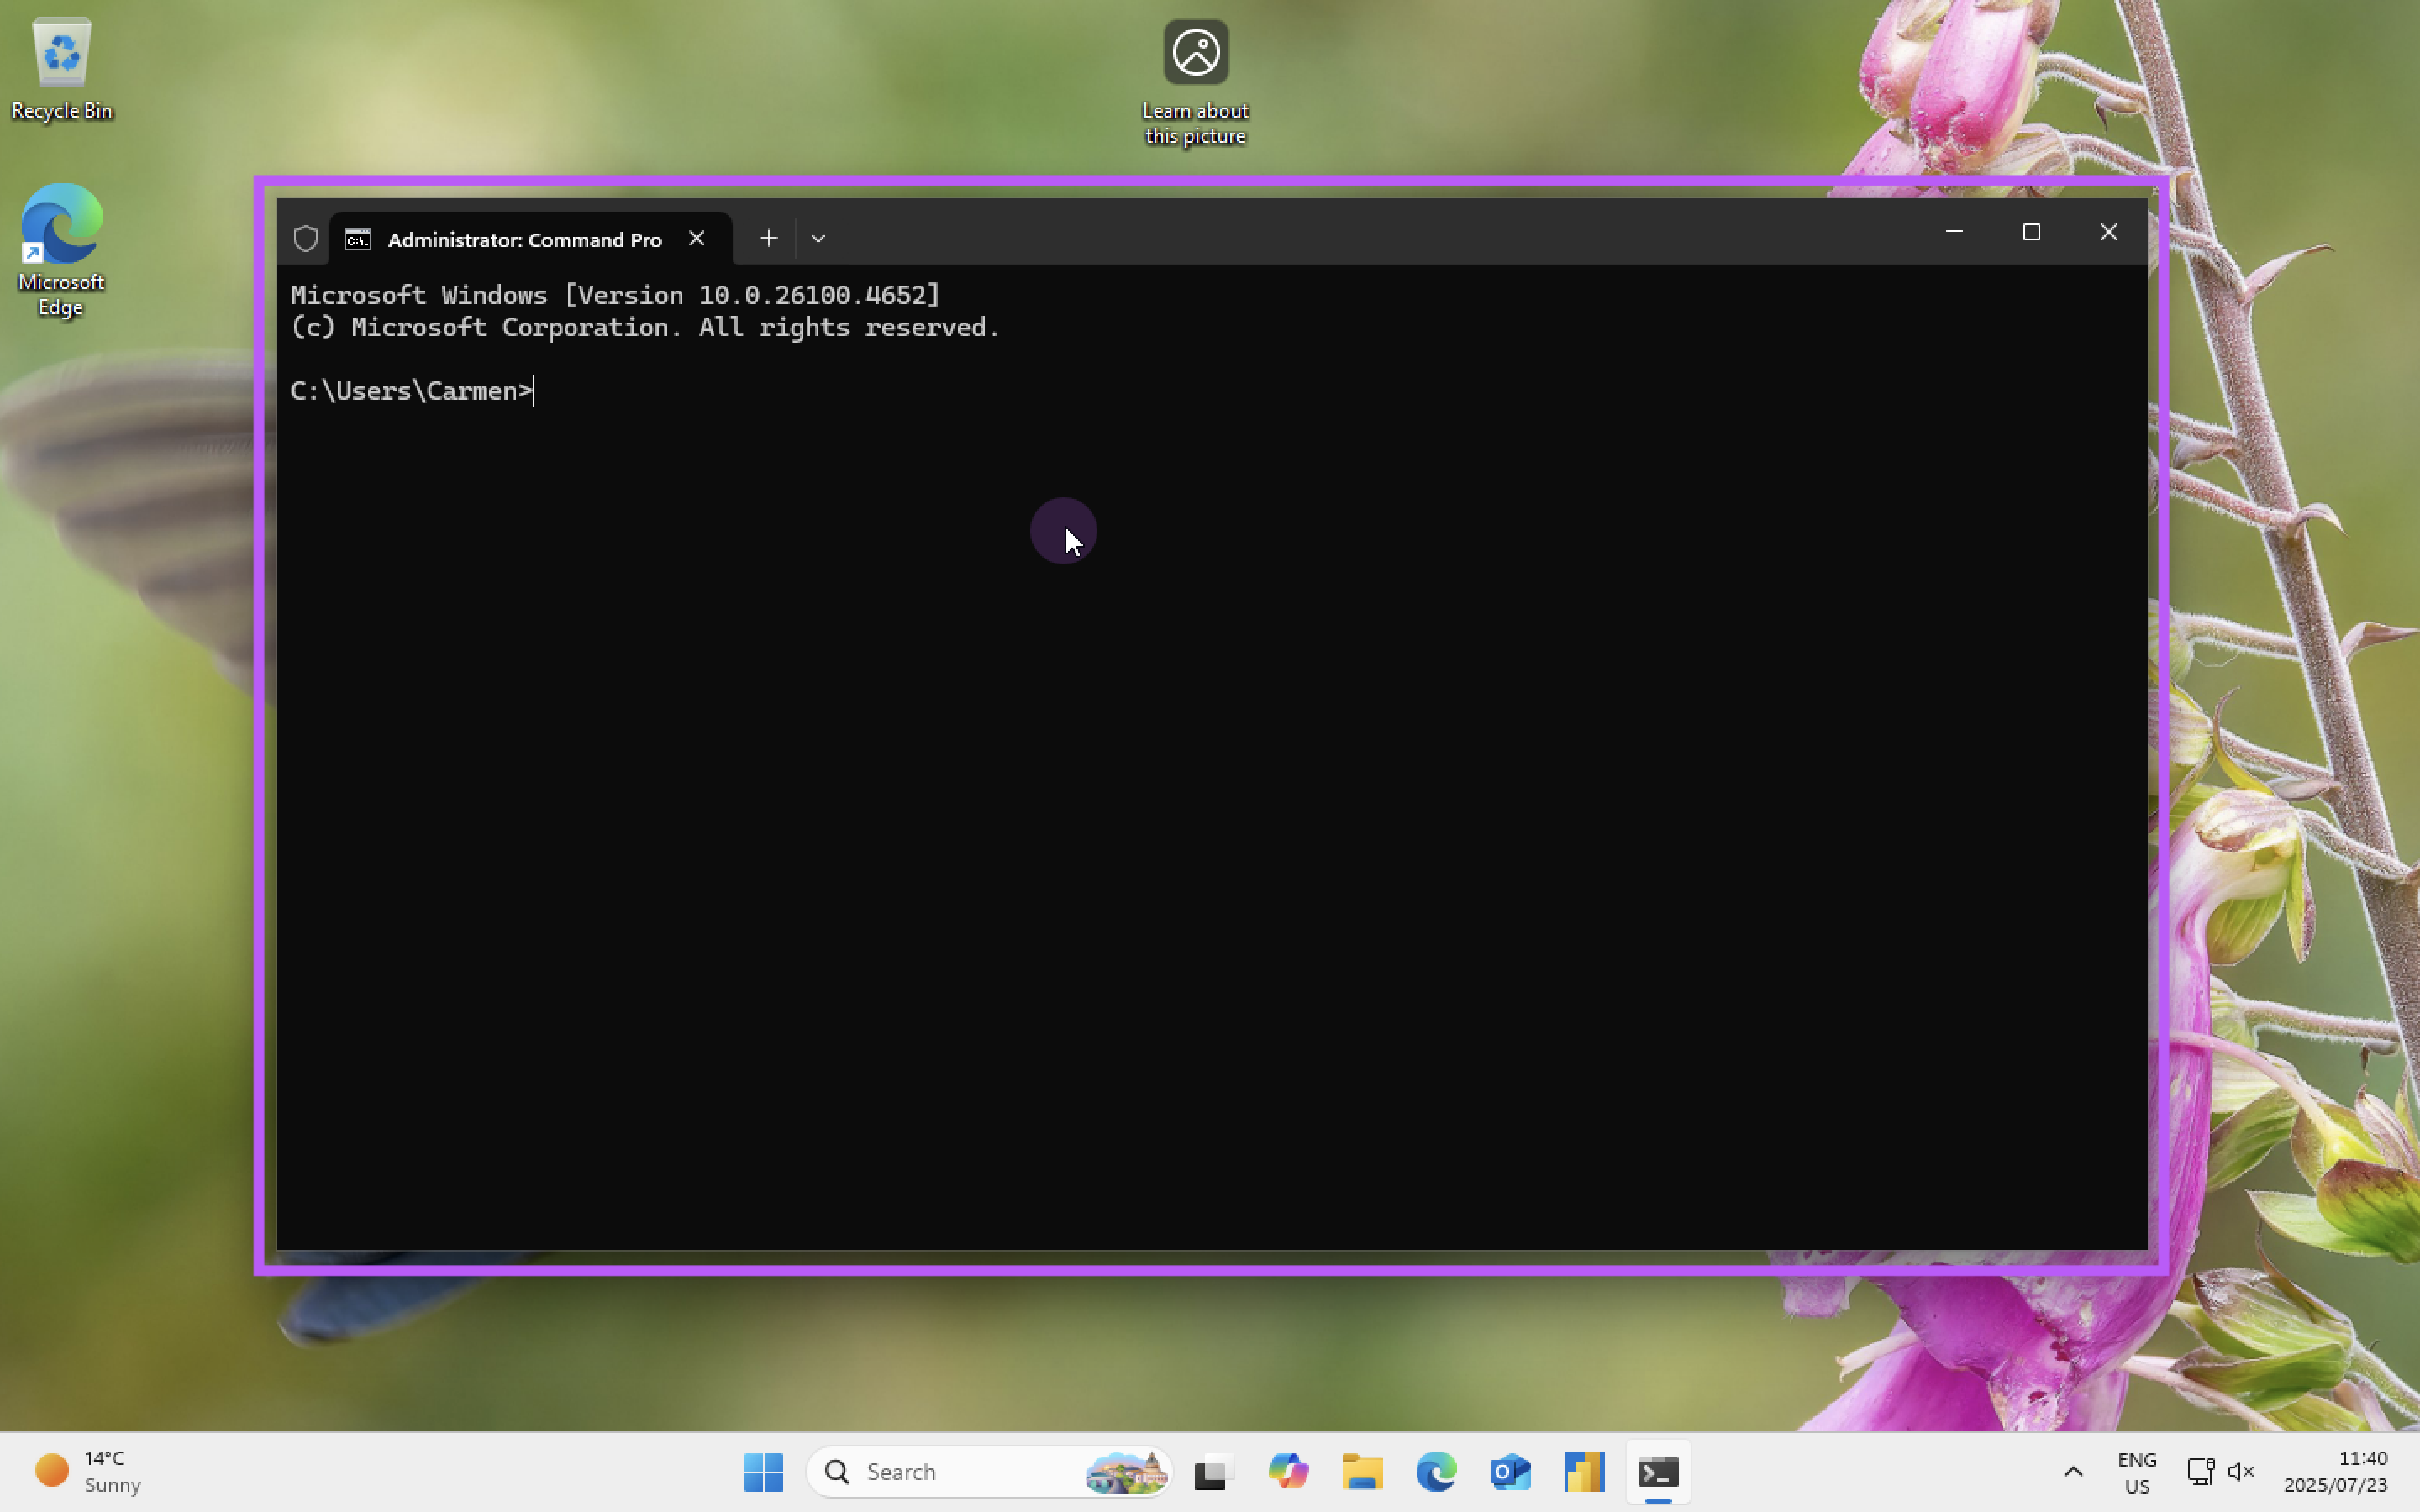 Recycle Bin
Learn about
this picture
Microsoft
Edge
Administrator: Command Pro
Microsoft Windows [Version 10.0.26100.4652]
(c) Microsoft Corporation. All rights reserved.
C:\Users\Carmen>
14°C
Sunny
Search
ENG
US
11:40
2025/07/23